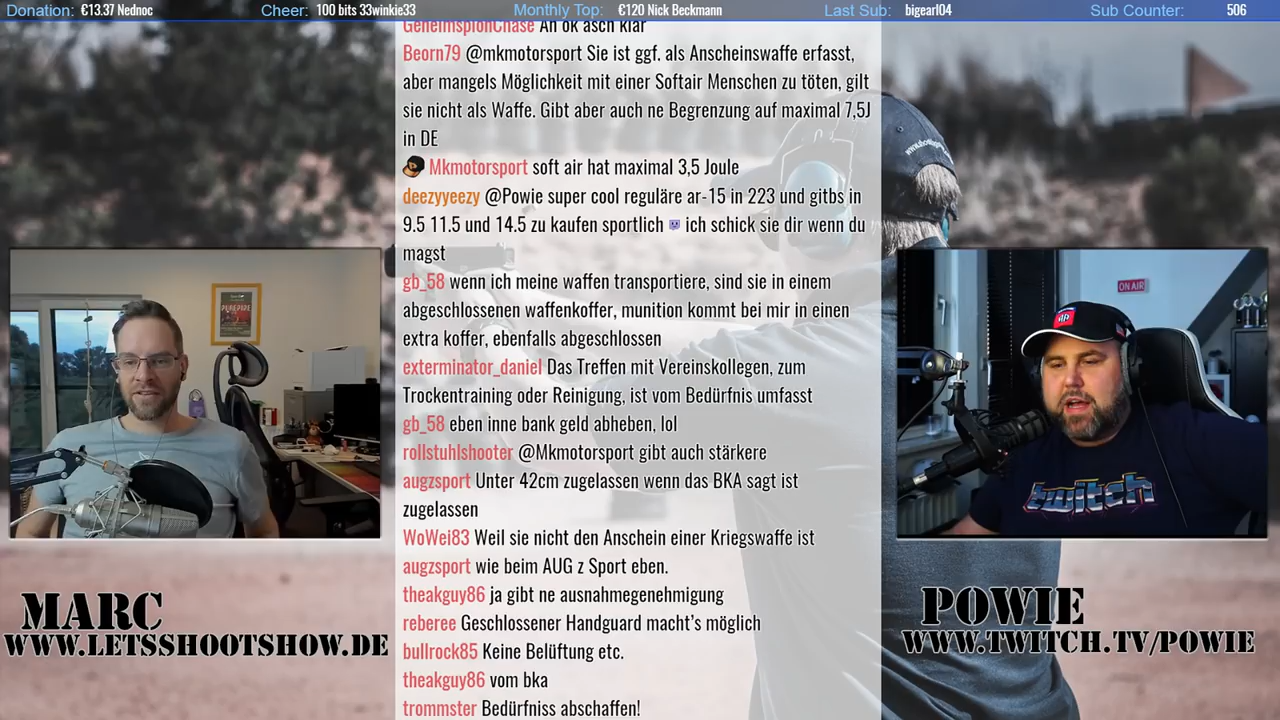 Donation: €13.37 Nednoc Cheer: 100 bits 33winkie33 Monthly Top: €120 Nick Beckmann Last Sub: bigearl04 Sub Counter: 506
GeheimspionChase Ah ok asch klar
Beorn79 @mkmotorsport Sie ist ggf. als Anscheinswaffe erfasst,
aber mangels Möglichkeit mit einer Softair Menschen zu töten, gilt
sie nicht als Waffe. Gibt aber auch ne Begrenzung auf maximal 7,5J
in DE
Mkmotorsport soft air hat maximal 3,5 Joule
deezyyeezy @Powie super cool reguläre ar-15 in 223 und gitbs in
9.5 11.5 und 14.5 zu kaufen sportlich ich schick sie dir wenn du
magst
gb_58 wenn ich meine waffen transportiere, sind sie in einem
abgeschlossenen waffenkoffer, munition kommt bei mir in einen
extra koffer, ebenfalls abgeschlossen
exterminator_daniel Das Treffen mit Vereinskollegen, zum
Trockentraining oder Reinigung, ist vom Bedürfnis umfasst
gb_58 eben inne bank geld abheben, lol
rollstuhlshooter @Mkmotorsport gibt auch stärkere
augzsport Unter 42cm zugelassen wenn das BKA sagt ist
zugelassen
WoWei83 Weil sie nicht den Anschein einer Kriegswaffe ist
augzsport wie beim AUG z Sport eben.
theakguy86 ja gibt ne ausnahmegenehmigung
reberee Geschlossener Handguard macht's möglich
bullrock85 Keine Belüftung etc.
theakguy86 vom bka
trommster Bedürfniss abschaffen!
ON AIR
twitch
MARC
WWW.LETSSHOOTSHOW.DE
POWIE
WWW.TWITCH.TV/POWIE